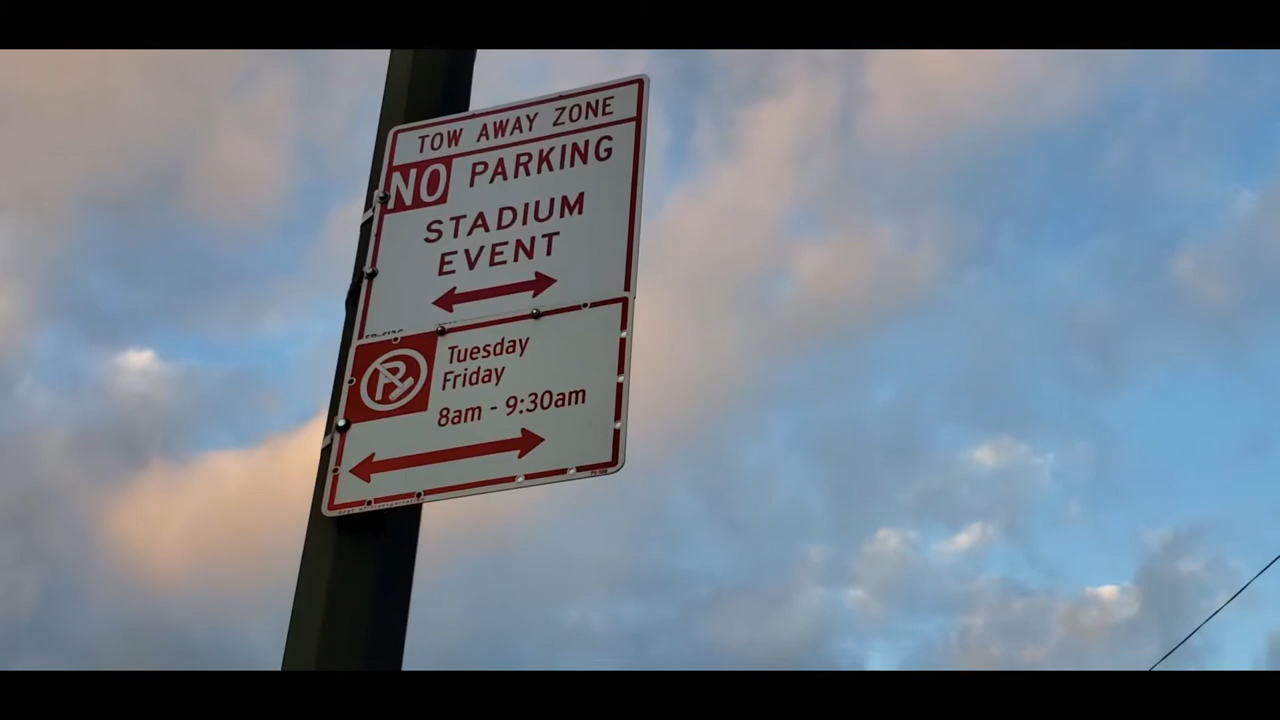 TOW AWAY ZONE
NO PARKING
STADIUM
EVENT
Tuesday
Friday
8am - 9:30am